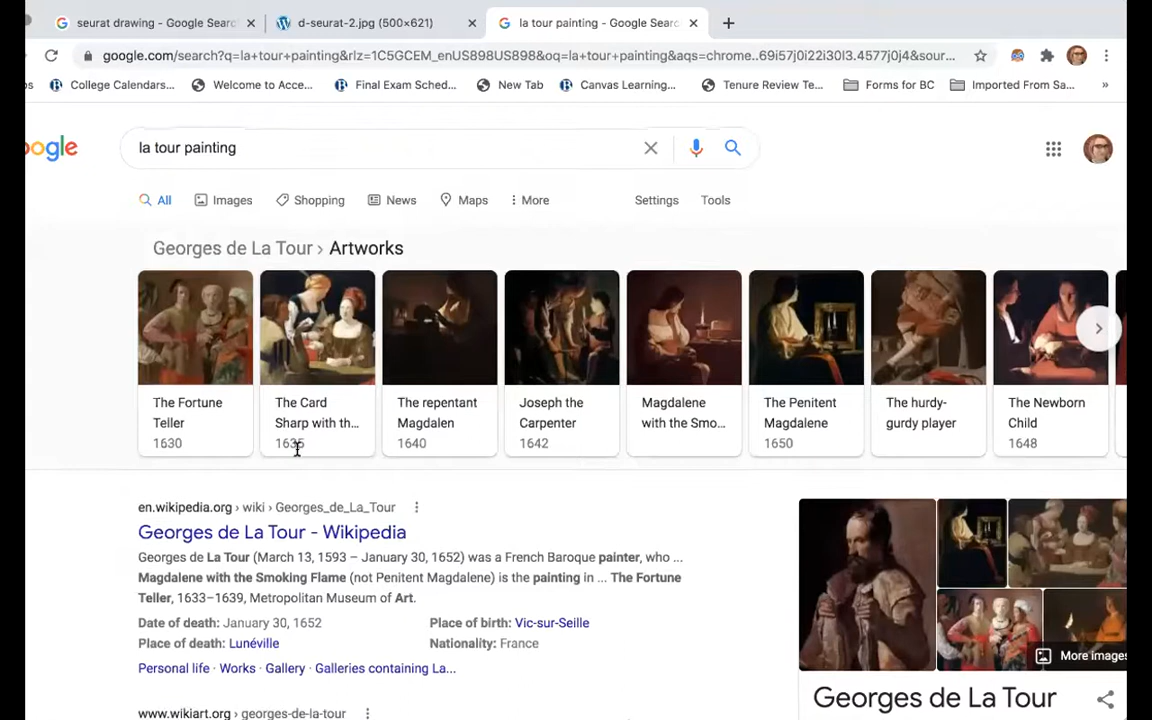 seurat drawing - Google Searc
d-seurat-2.jpg (500×621)
la tour painting - Google Searc
google.com/search?q=la+tour+painting&rlz=1C5GCEM_enUS898US898&oq=la+tour+painting&aqs=chrome..69i57j0i22i30l3.4577j0j4&sour...
College Calendars...
Welcome to Acce...
Final Exam Sched...
New Tab
Canvas Learning...
Tenure Review Te...
Forms for BC
Imported From Sa...
»
ogle
la tour painting
All
Images
Shopping
News
Maps
More
Settings
Tools
Georges de La Tour › Artworks
The Fortune
Teller
1630
The Card
Sharp with th...
1635
The repentant
Magdalen
1640
Joseph the
Carpenter
1642
Magdalene
with the Smo...
The Penitent
Magdalene
1650
The hurdy-
gurdy player
The Newborn
Child
1648
en.wikipedia.org › wiki › Georges_de_La_Tour
Georges de La Tour - Wikipedia
Georges de La Tour (March 13, 1593 – January 30, 1652) was a French Baroque painter, who ...
Magdalene with the Smoking Flame (not Penitent Magdalene) is the painting in ... The Fortune
Teller, 1633–1639, Metropolitan Museum of Art.
Date of death: January 30, 1652
Place of birth: Vic-sur-Seille
Place of death: Lunéville
Nationality: France
Personal life · Works · Gallery · Galleries containing La...
www.wikiart.org › georges-de-la-tour
More images
Georges de La Tour